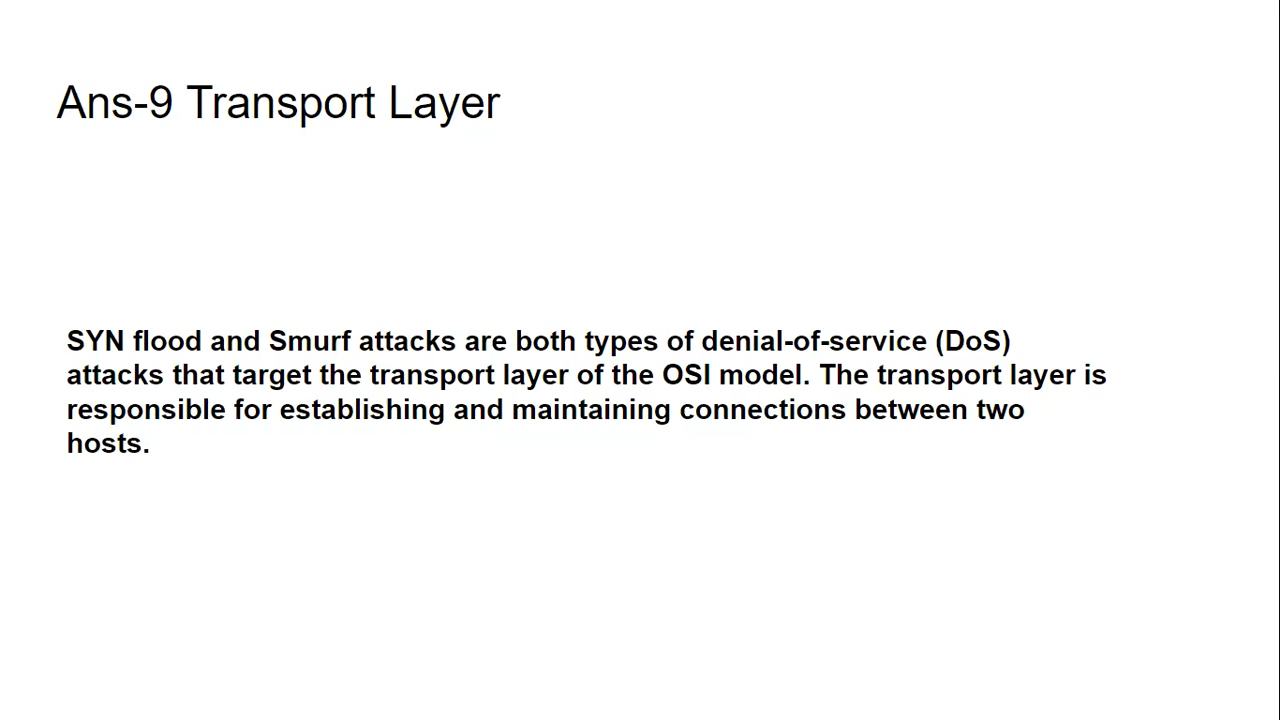 Ans-9 Transport Layer
SYN flood and Smurf attacks are both types of denial-of-service (DoS)
attacks that target the transport layer of the OSI model. The transport layer is
responsible for establishing and maintaining connections between two
hosts.